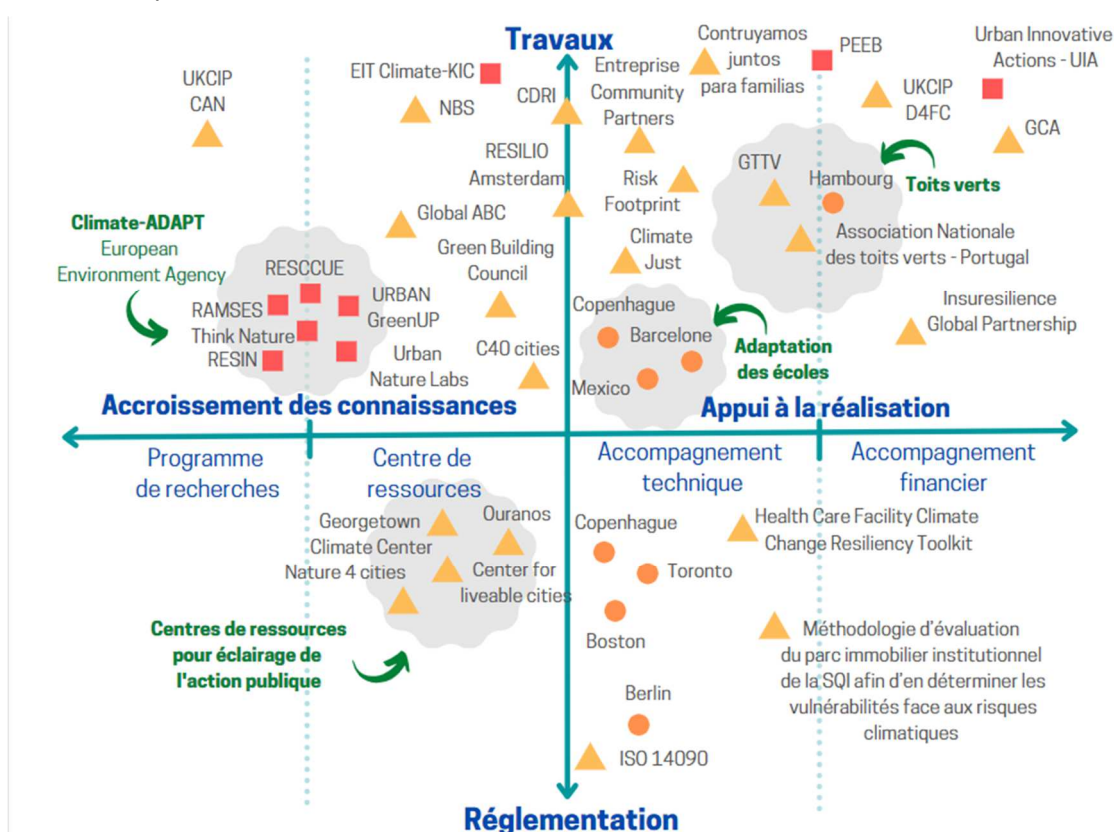 Travaux
UKCIP
CAN
EIT Climate-KIC
NBS
CDRI
Entreprise
Community
Partners
Contruyamos
juntos
para familias
PEEB
UKCIP
D4FC
Urban Innovative
Actions - UIA
GCA
RESILIO
Amsterdam
Risk
Footprint
GTTV
Hambourg
Toits verts
Association Nationale
des toits verts - Portugal
Climate-ADAPT
European
Environment Agency
Global ABC
Green Building
Council
Climate
Just
RESCCUE
RAMSES
Think Nature
RESIN
URBAN
GreenUP
Urban
Nature Labs
C40 cities
Copenhague
Barcelone
Mexico
Adaptation
des écoles
Insuresilience
Global Partnership
Accroissement des connaissances
Appui à la réalisation
Programme
de recherches
Centre de
ressources
Accompagnement
technique
Accompagnement
financier
Georgetown
Climate Center
Nature 4 cities
Ouranos
Center for
liveable cities
Copenhague
Toronto
Boston
Health Care Facility Climate
Change Resiliency Toolkit
Centres de ressources
pour éclairage de
l'action publique
Méthodologie d'évaluation
du parc immobilier institutionnel
de la SQI afin d'en déterminer les
vulnérabilités face aux risques
climatiques
Berlin
ISO 14090
Réglementation